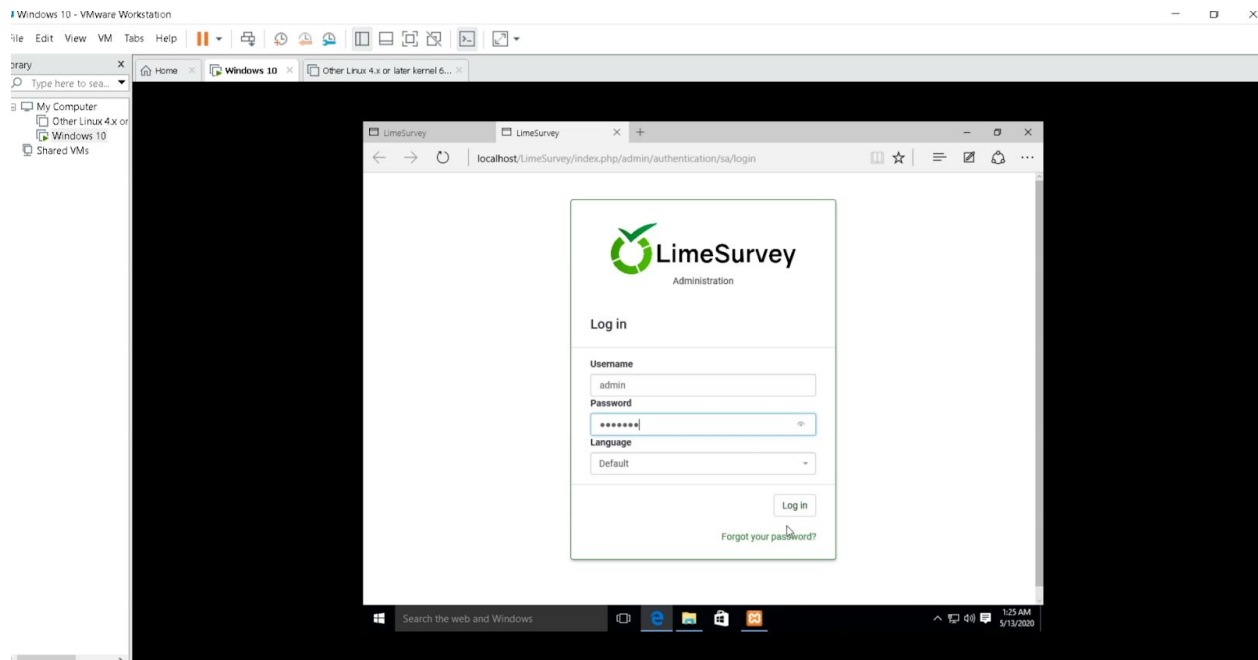 Windows 10 - VMware Workstation
File Edit View VM Tabs Help
Library
Type here to sea...
Home
Windows 10
Other Linux 4.x or later kernel 6...
My Computer
Other Linux 4.x or
Windows 10
Shared VMs
LimeSurvey
LimeSurvey
localhost/LimeSurvey/index.php/admin/authentication/sa/login
LimeSurvey
Administration
Log in
Username
admin
Password
Language
Default
Log in
Forgot your password?
Search the web and Windows
1:25 AM
5/13/2020